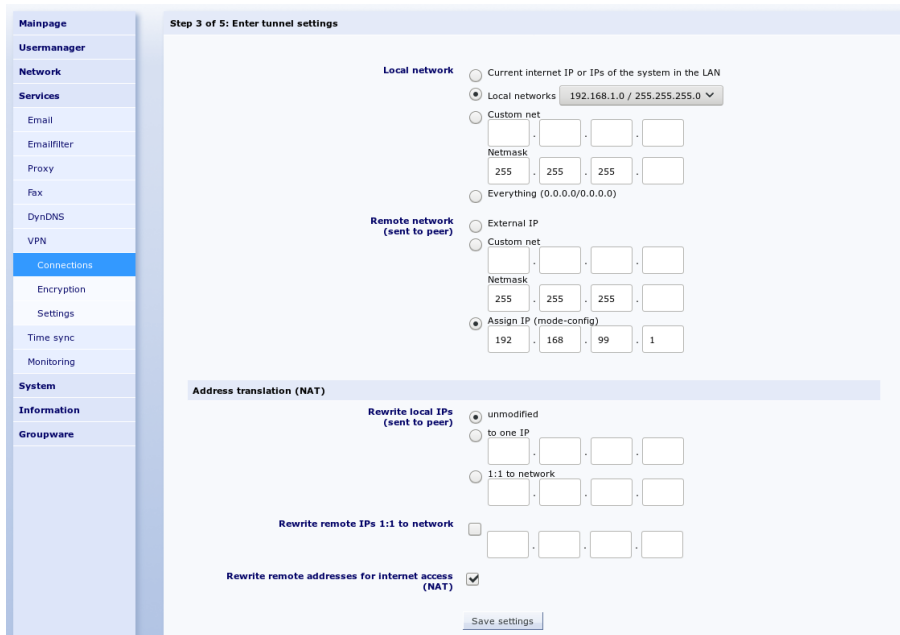 Mainpage
Usermanager
Network
Services
Email
Emailfilter
Proxy
Fax
DynDNS
VPN
Connections
Encryption
Settings
Time sync
Monitoring
System
Information
Groupware
Step 3 of 5: Enter tunnel settings
Local network
Current internet IP or IPs of the system in the LAN
Local networks 192.168.1.0 / 255.255.255.0
Custom net
. . .
Netmask
255 . 255 . 255 .
Everything (0.0.0.0/0.0.0.0)
Remote network
(sent to peer)
External IP
Custom net
. . .
Netmask
255 . 255 . 255 .
Assign IP (mode-config)
192 . 168 . 99 . 1
Address translation (NAT)
Rewrite local IPs
(sent to peer)
unmodified
to one IP
. . .
1:1 to network
. . .
Rewrite remote IPs 1:1 to network
. . .
Rewrite remote addresses for internet access
(NAT)
Save settings